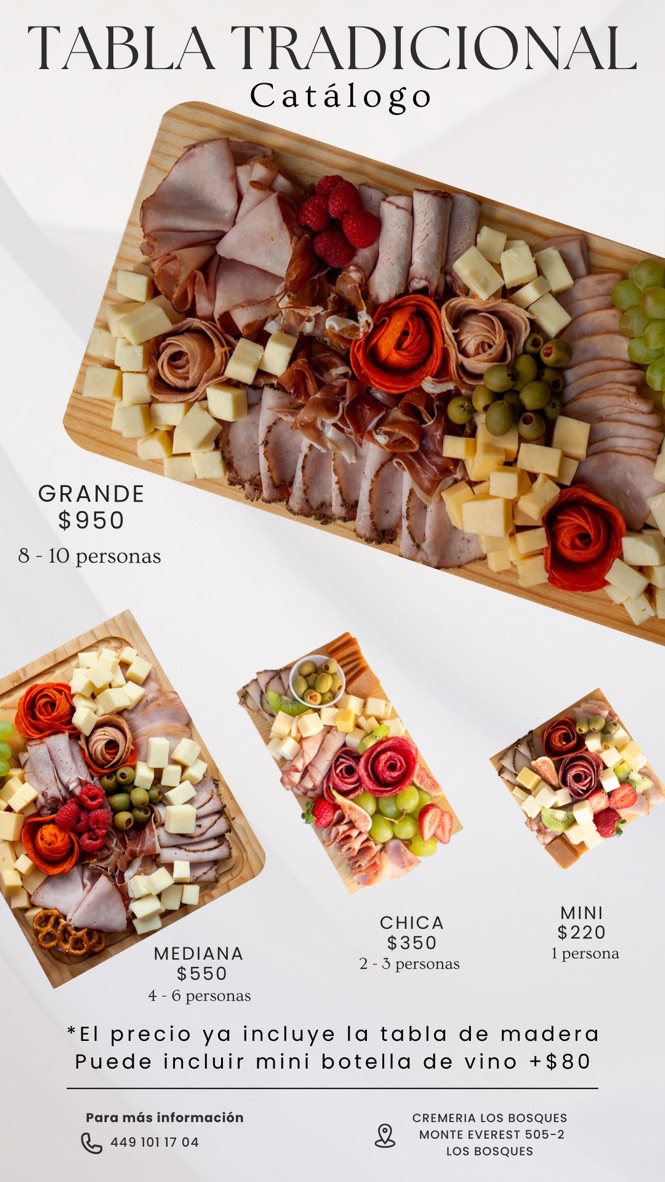 TABLA TRADICIONAL
Catálogo
GRANDE
$950
8 - 10 personas
MEDIANA
$550
4 - 6 personas
CHICA
$350
2 - 3 personas
MINI
$220
1 persona
*El precio ya incluye la tabla de madera
Puede incluir mini botella de vino +$80
Para más información
449 101 17 04
CREMERIA LOS BOSQUES
MONTE EVEREST 505-2
LOS BOSQUES